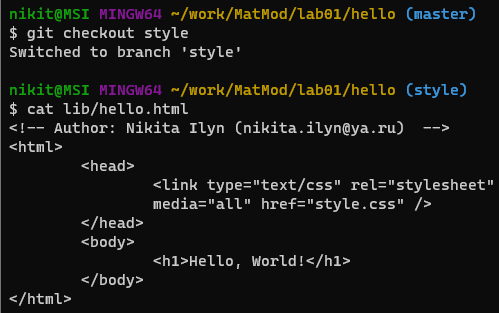 nikit@MSI MINGW64 ~/work/MatMod/lab01/hello (master)
$ git checkout style
Switched to branch 'style'

nikit@MSI MINGW64 ~/work/MatMod/lab01/hello (style)
$ cat lib/hello.html
<!-- Author: Nikita Ilyn (nikita.ilyn@ya.ru)  -->
<html>
        <head>
                <link type="text/css" rel="stylesheet"
                media="all" href="style.css" />
        </head>
        <body>
                <h1>Hello, World!</h1>
        </body>
</html>